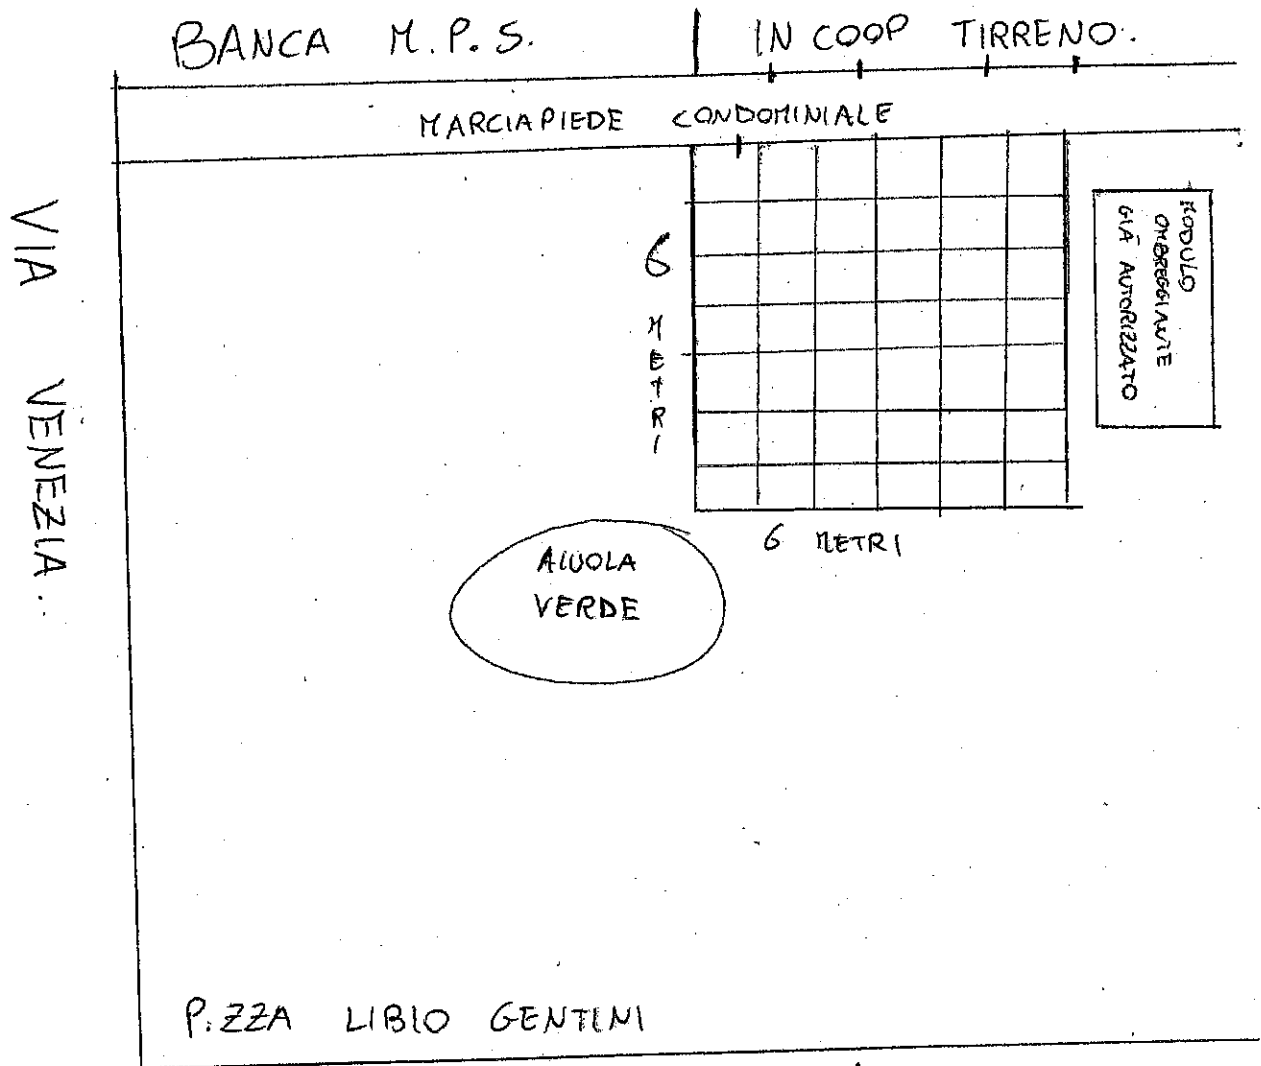 BANCA M.P.S.
IN COOP TIRRENO.
MARCIAPIEDE CONDOMINIALE
VIA VENEZIA.
6 METRI
MODULO
OMBREGGIANTE
GIÀ AUTORIZZATO
6 METRI
AIUOLA
VERDE
P.ZZA LIBIO GENTINI